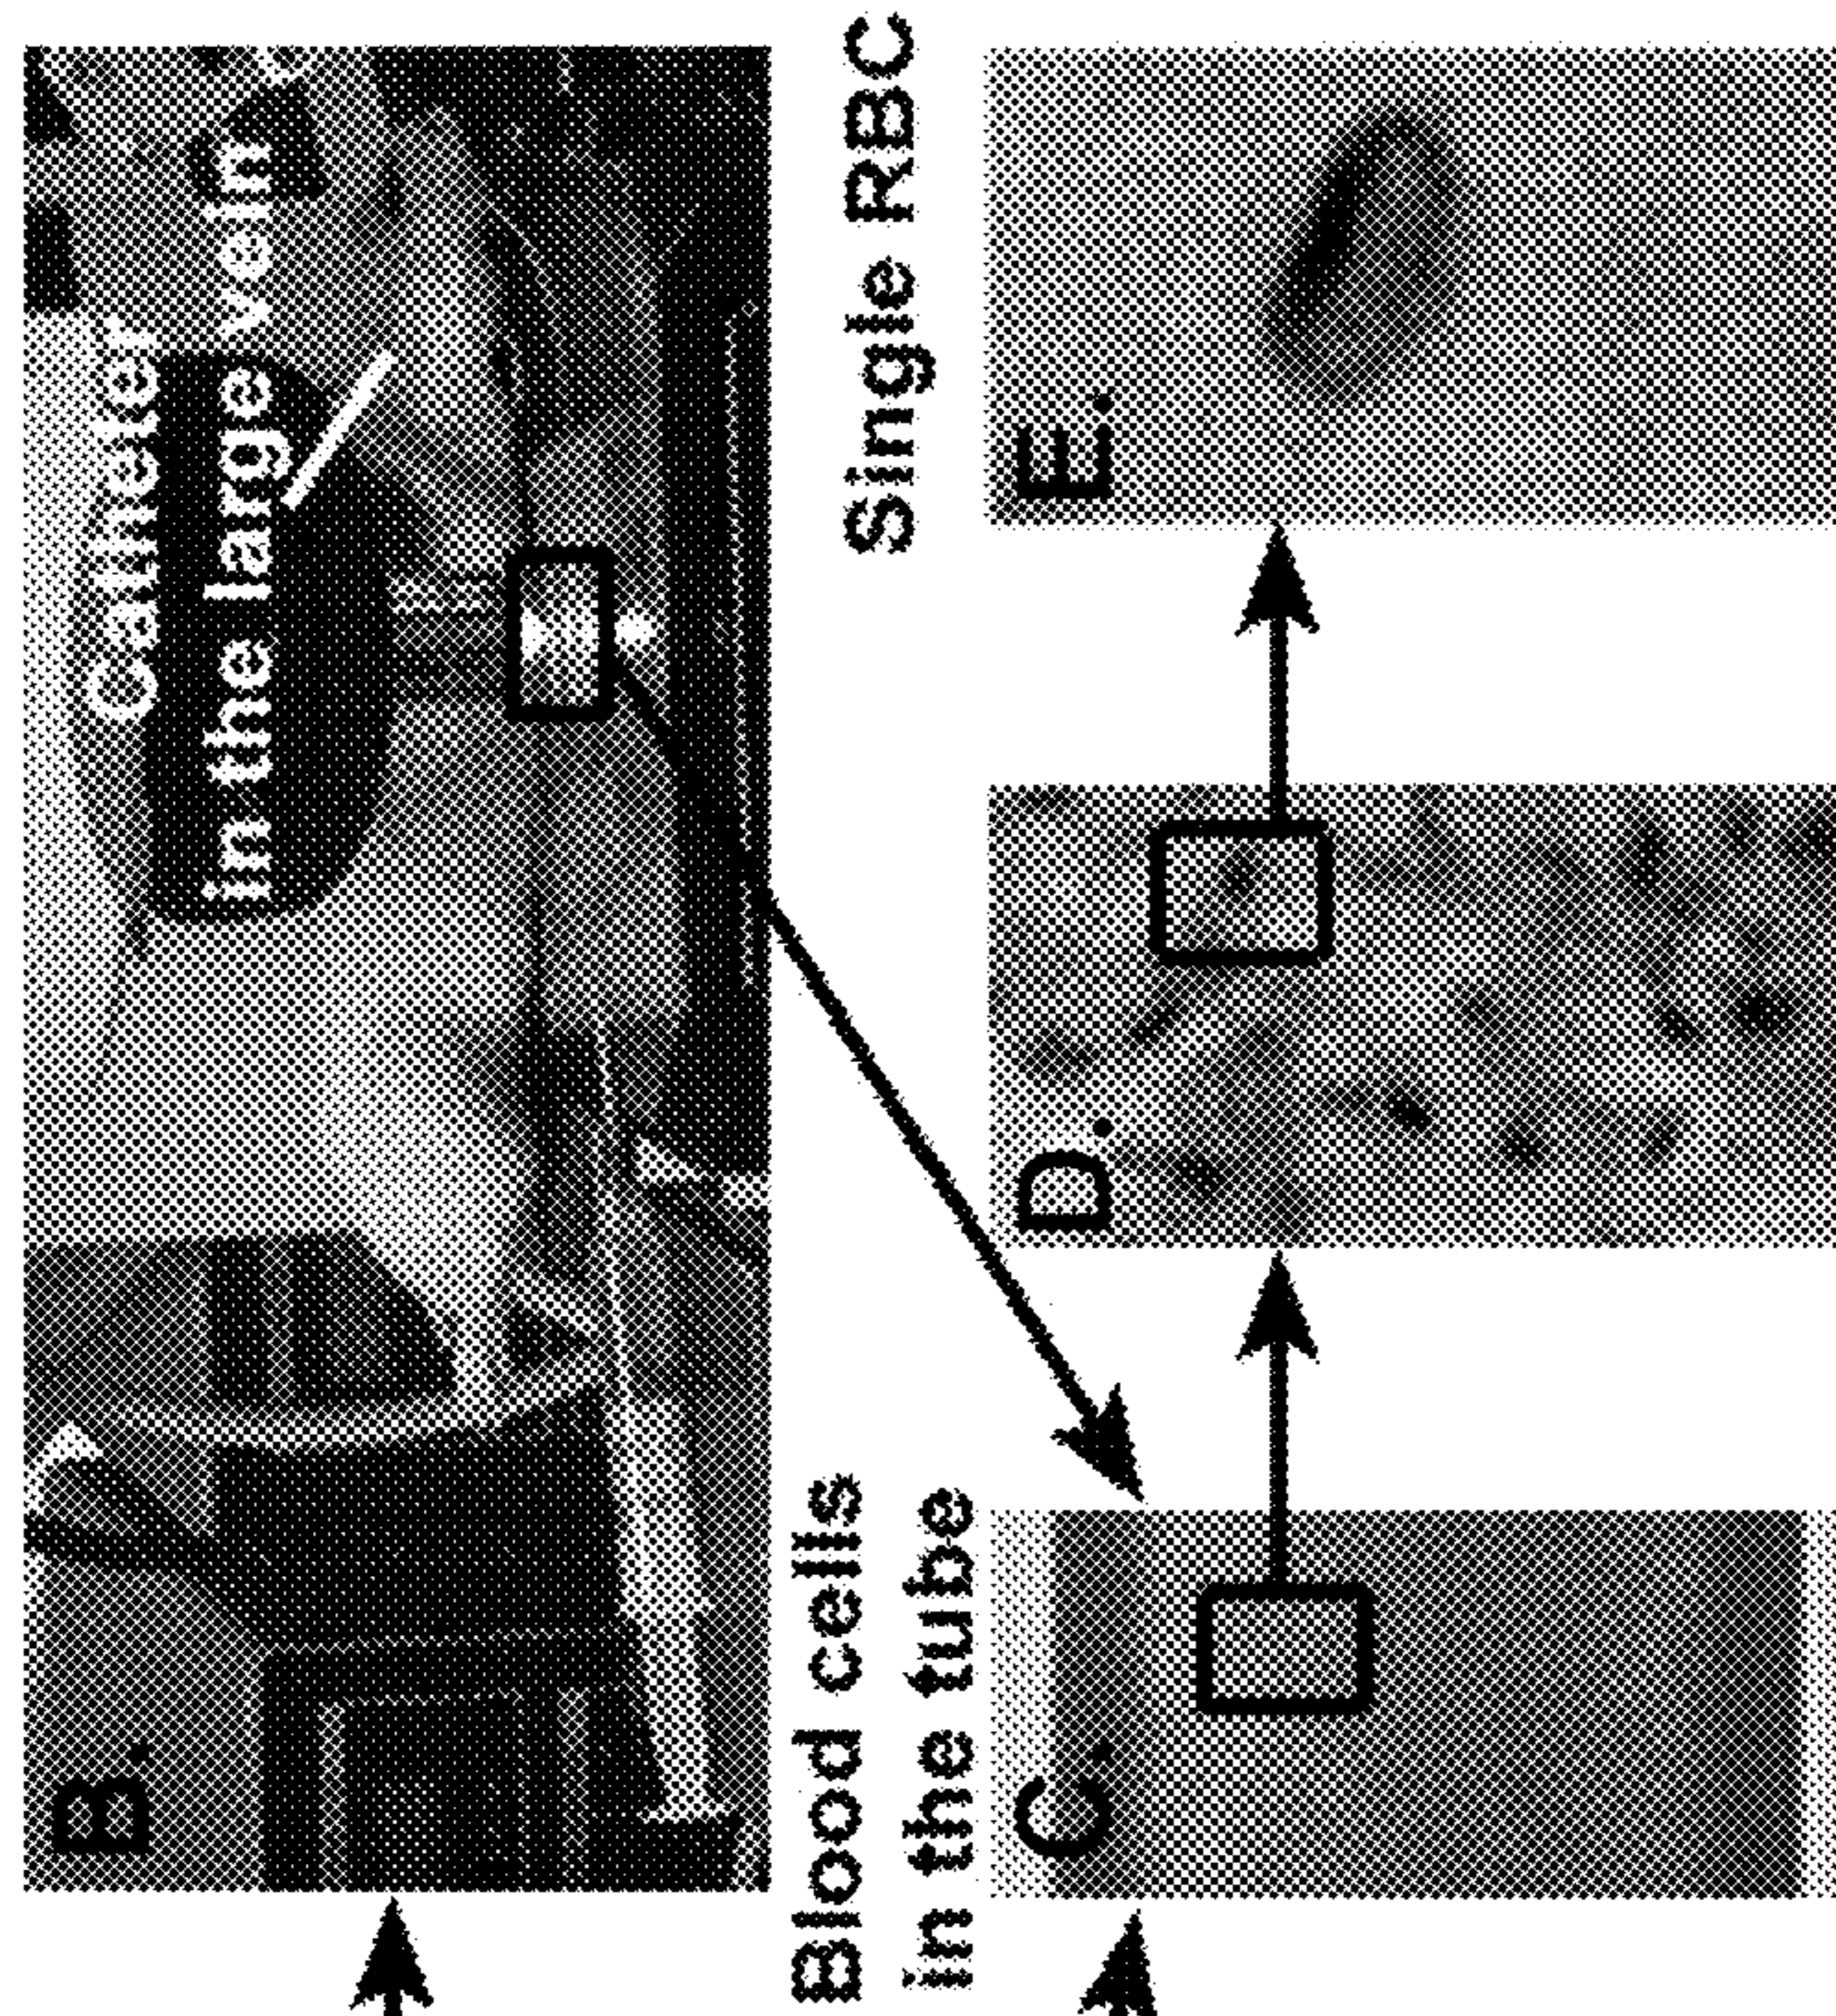 B.
Catheter
in the large vein
Blood cells
in the tube
Single RBC
C.
D.
E.